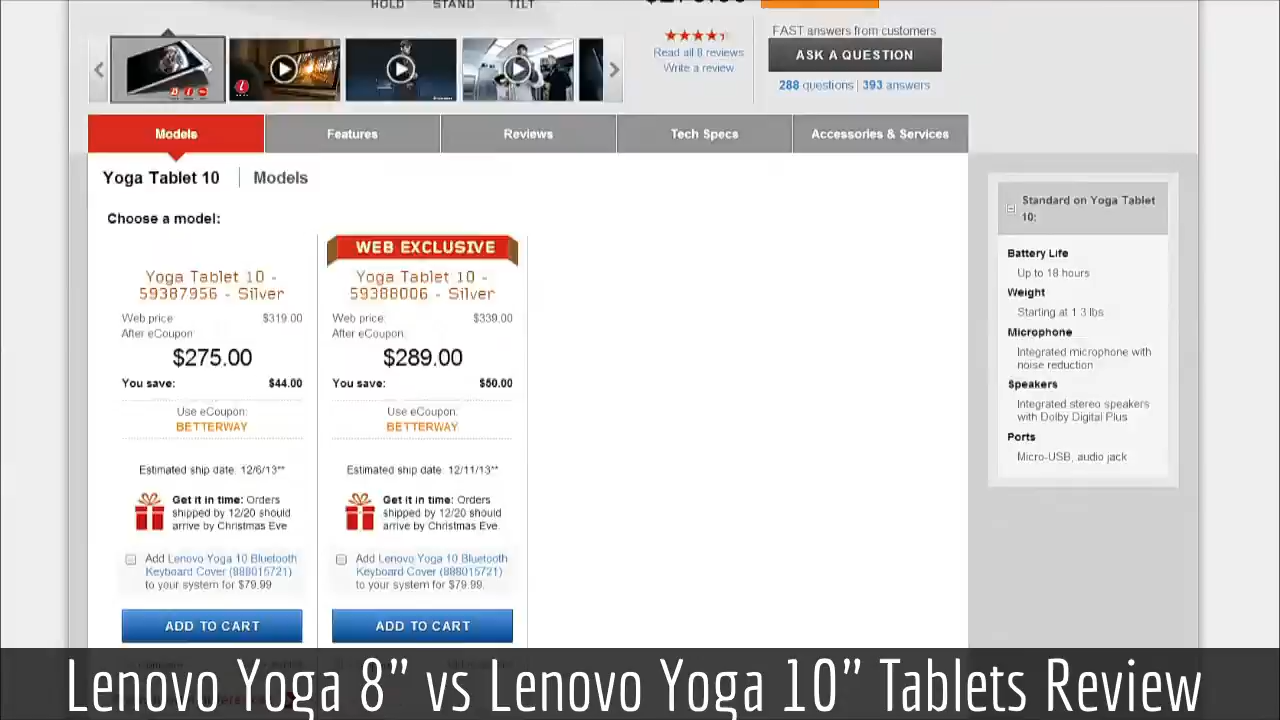 HOLD STAND TILT
FAST answers from customers
Read all 8 reviews
Write a review
ASK A QUESTION
288 questions | 393 answers
Models Features Reviews Tech Specs Accessories & Services
Yoga Tablet 10 | Models
Choose a model:
WEB EXCLUSIVE
Yoga Tablet 10 -
59387956 - Silver
Web price: $319.00
After eCoupon:
$275.00
You save: $44.00
Use eCoupon:
BETTERWAY
Estimated ship date: 12/6/13**
Get it in time: Orders
shipped by 12/20 should
arrive by Christmas Eve
Add Lenovo Yoga 10 Bluetooth
Keyboard Cover (888015721)
to your system for $79.99
ADD TO CART
Yoga Tablet 10 -
59388006 - Silver
Web price: $339.00
After eCoupon:
$289.00
You save: $50.00
Use eCoupon:
BETTERWAY
Estimated ship date: 12/11/13**
Get it in time: Orders
shipped by 12/20 should
arrive by Christmas Eve.
Add Lenovo Yoga 10 Bluetooth
Keyboard Cover (888015721)
to your system for $79.99.
ADD TO CART
Standard on Yoga Tablet
10:
Battery Life
Up to 18 hours
Weight
Starting at 1.3 lbs
Microphone
Integrated microphone with
noise reduction
Speakers
Integrated stereo speakers
with Dolby Digital Plus
Ports
Micro-USB, audio jack
Lenovo Yoga 8” vs Lenovo Yoga 10” Tablets Review